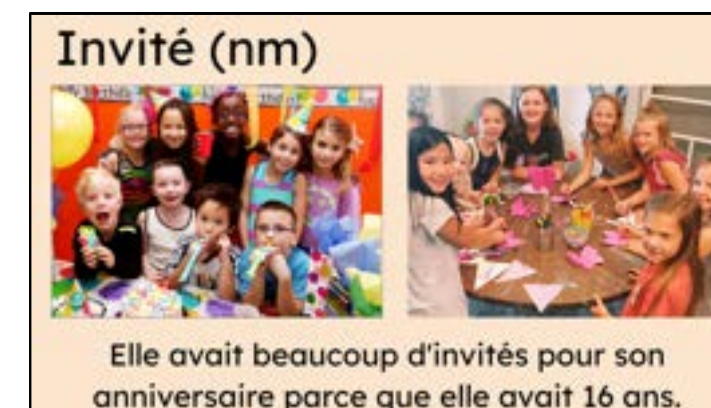 Invité (nm)
Elle avait beaucoup d'invités pour son
anniversaire parce que elle avait 16 ans.